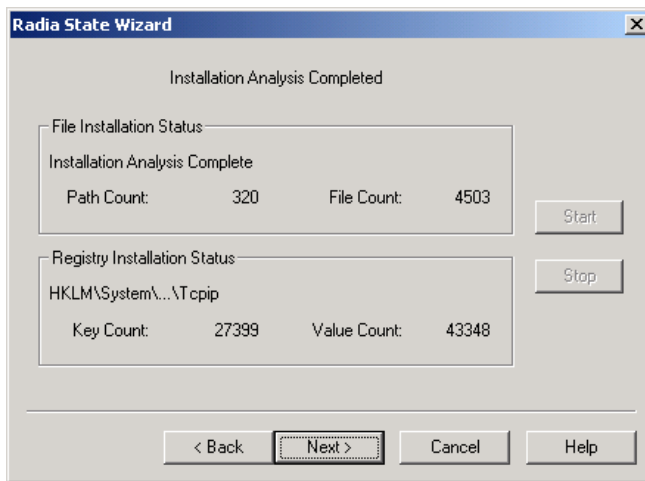 Radia State Wizard
Installation Analysis Completed
File Installation Status
Installation Analysis Complete
Path Count: 320 File Count: 4503
Start
Registry Installation Status
Stop
HKLM\System\...\Tcpip
Key Count: 27399 Value Count: 43348
< Back Next > Cancel Help